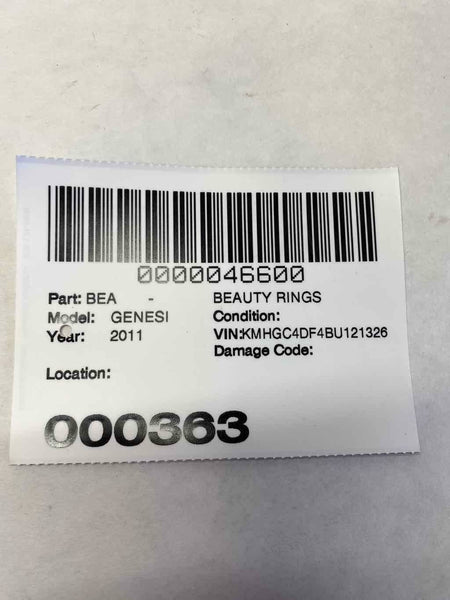 0000046600
Part: BEA - BEAUTY RINGS
Model: GENESI Condition:
Year: 2011 VIN:KMHGC4DF4BU121326
Damage Code:
Location:
000363